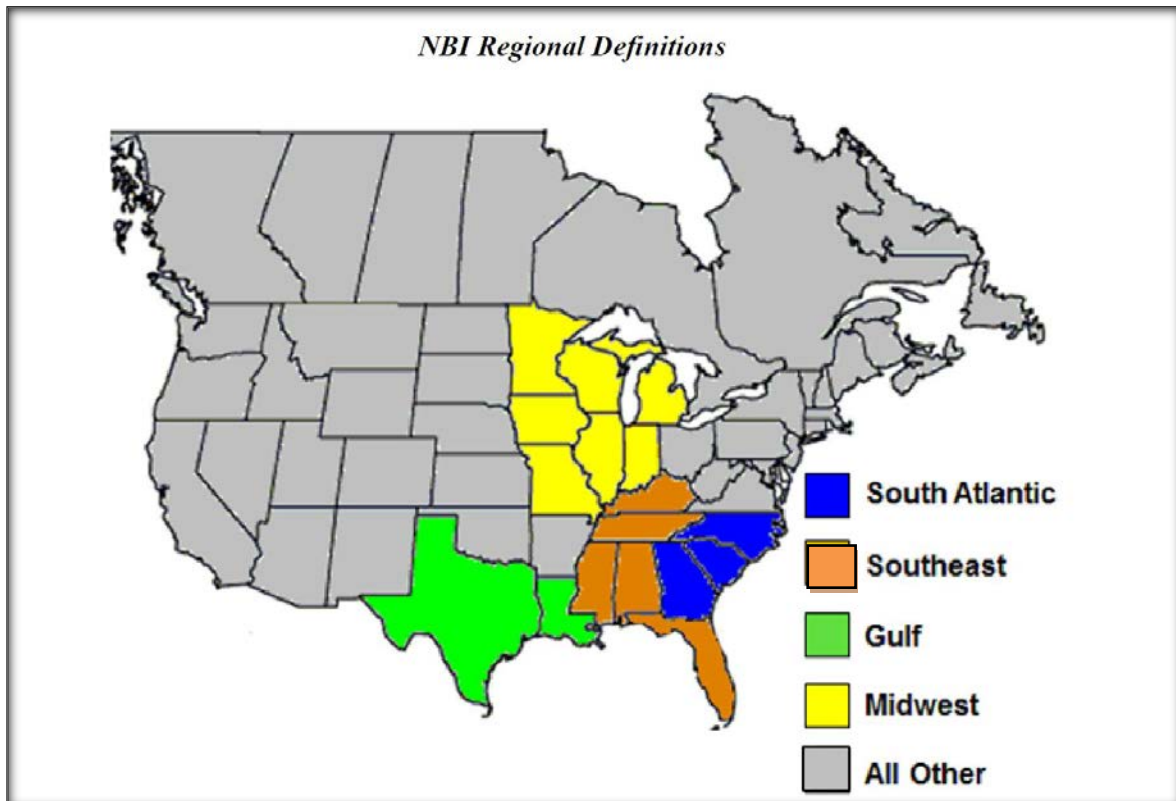 NBI Regional Definitions
South Atlantic
Southeast
Gulf
Midwest
All Other